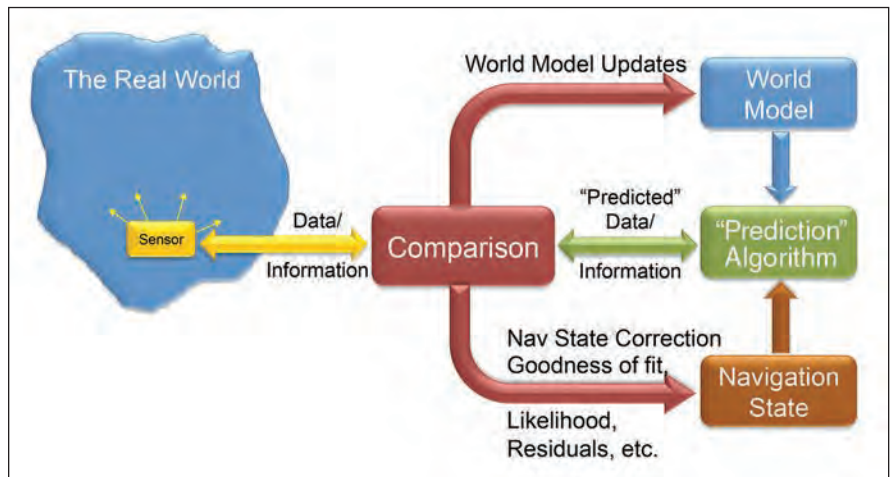 The Real World
Sensor
Data/
Information
Comparison
World Model Updates
World
Model
“Predicted”
Data/
Information
“Prediction”
Algorithm
Nav State Correction
Goodness of fit,
Likelihood,
Residuals, etc.
Navigation
State